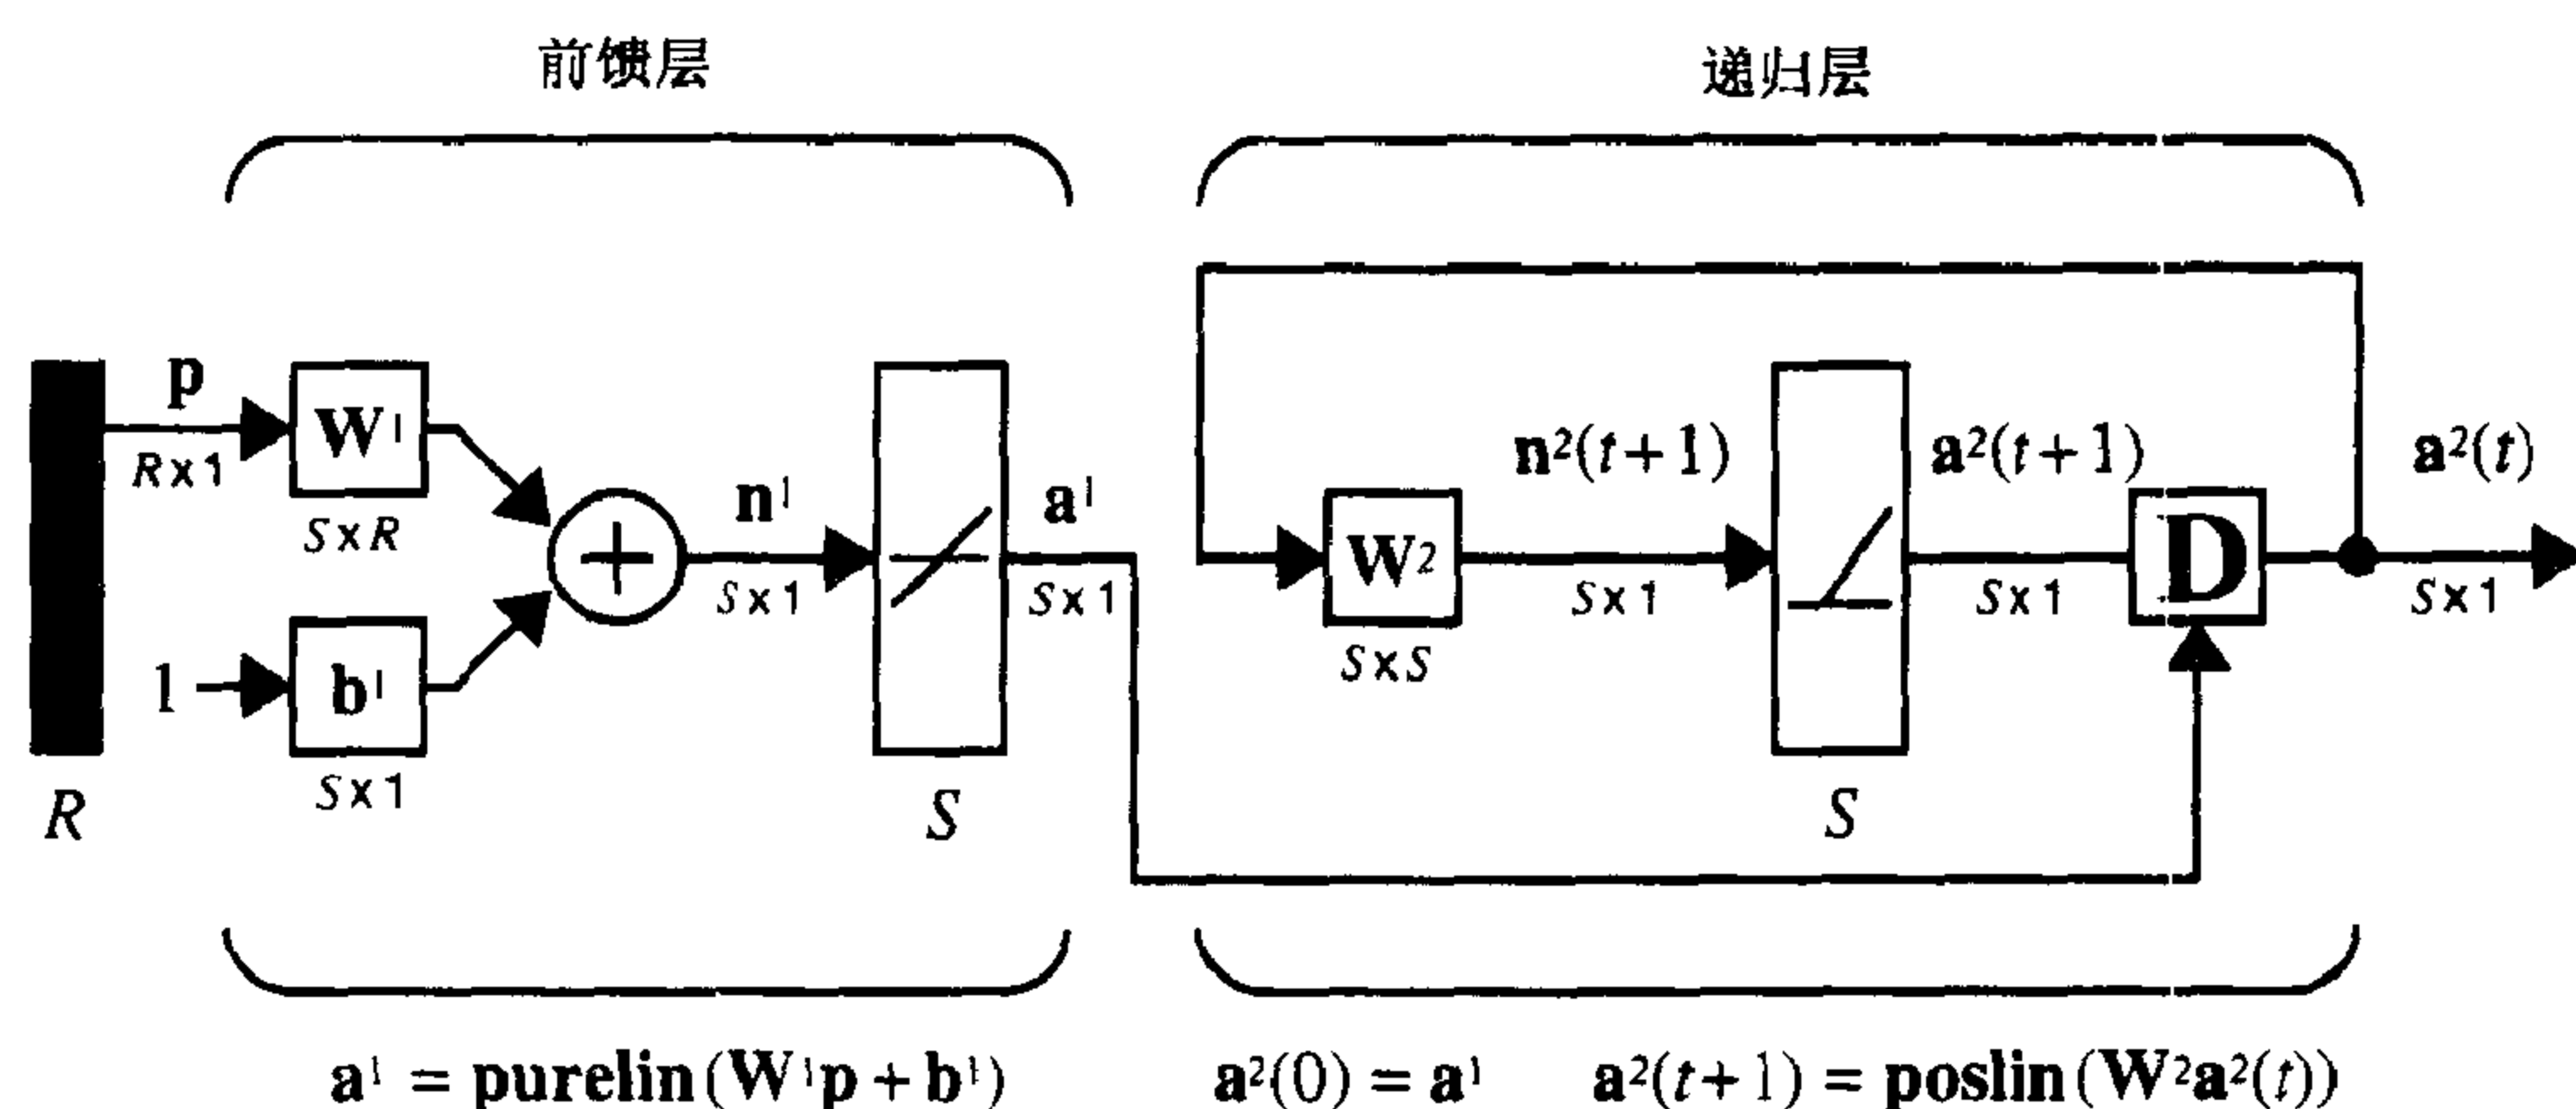 前馈层 递归层
p W¹ n¹ a¹ n²(t+1) a²(t+1) a²(t)
R×1 S×R S×1 S×1 W² S×1 S×1 D S×1
1 b¹ S×S
R S×1 S S
a¹ = purelin(W¹p + b¹) a²(0) = a¹ a²(t+1) = poslin(W²a²(t))